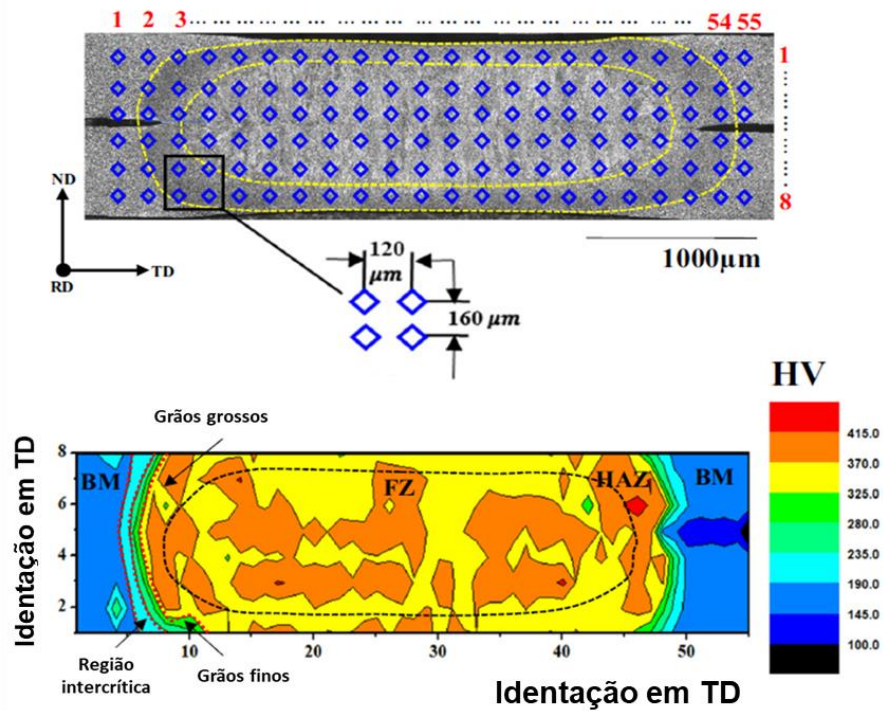 1 2 3 ... ... ... ... ... ... ... ... ... ... ... ... ... ... 54 55
1
8
ND
RD
TD
1000µm
120
µm
160 µm
HV
Grãos grossos
Identação em TD
8
6
4
2
BM
FZ
HAZ
BM
415.0
370.0
325.0
280.0
235.0
190.0
145.0
100.0
10 20 30 40 50
Região
intercrítica
Grãos finos
Identação em TD